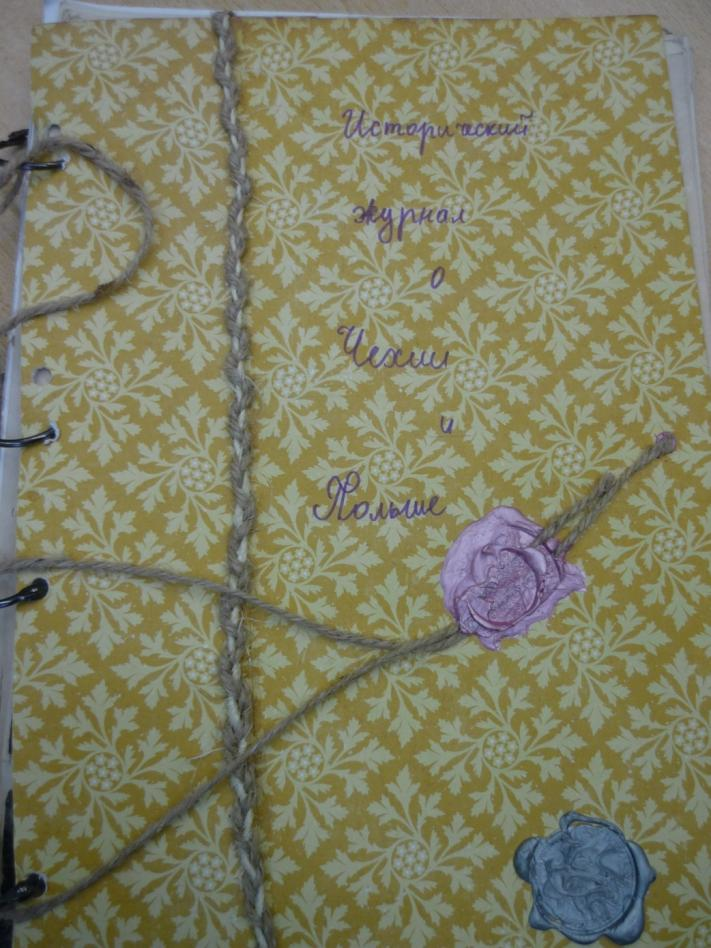 Исторический
журнал
о
Чехии
и
Польше